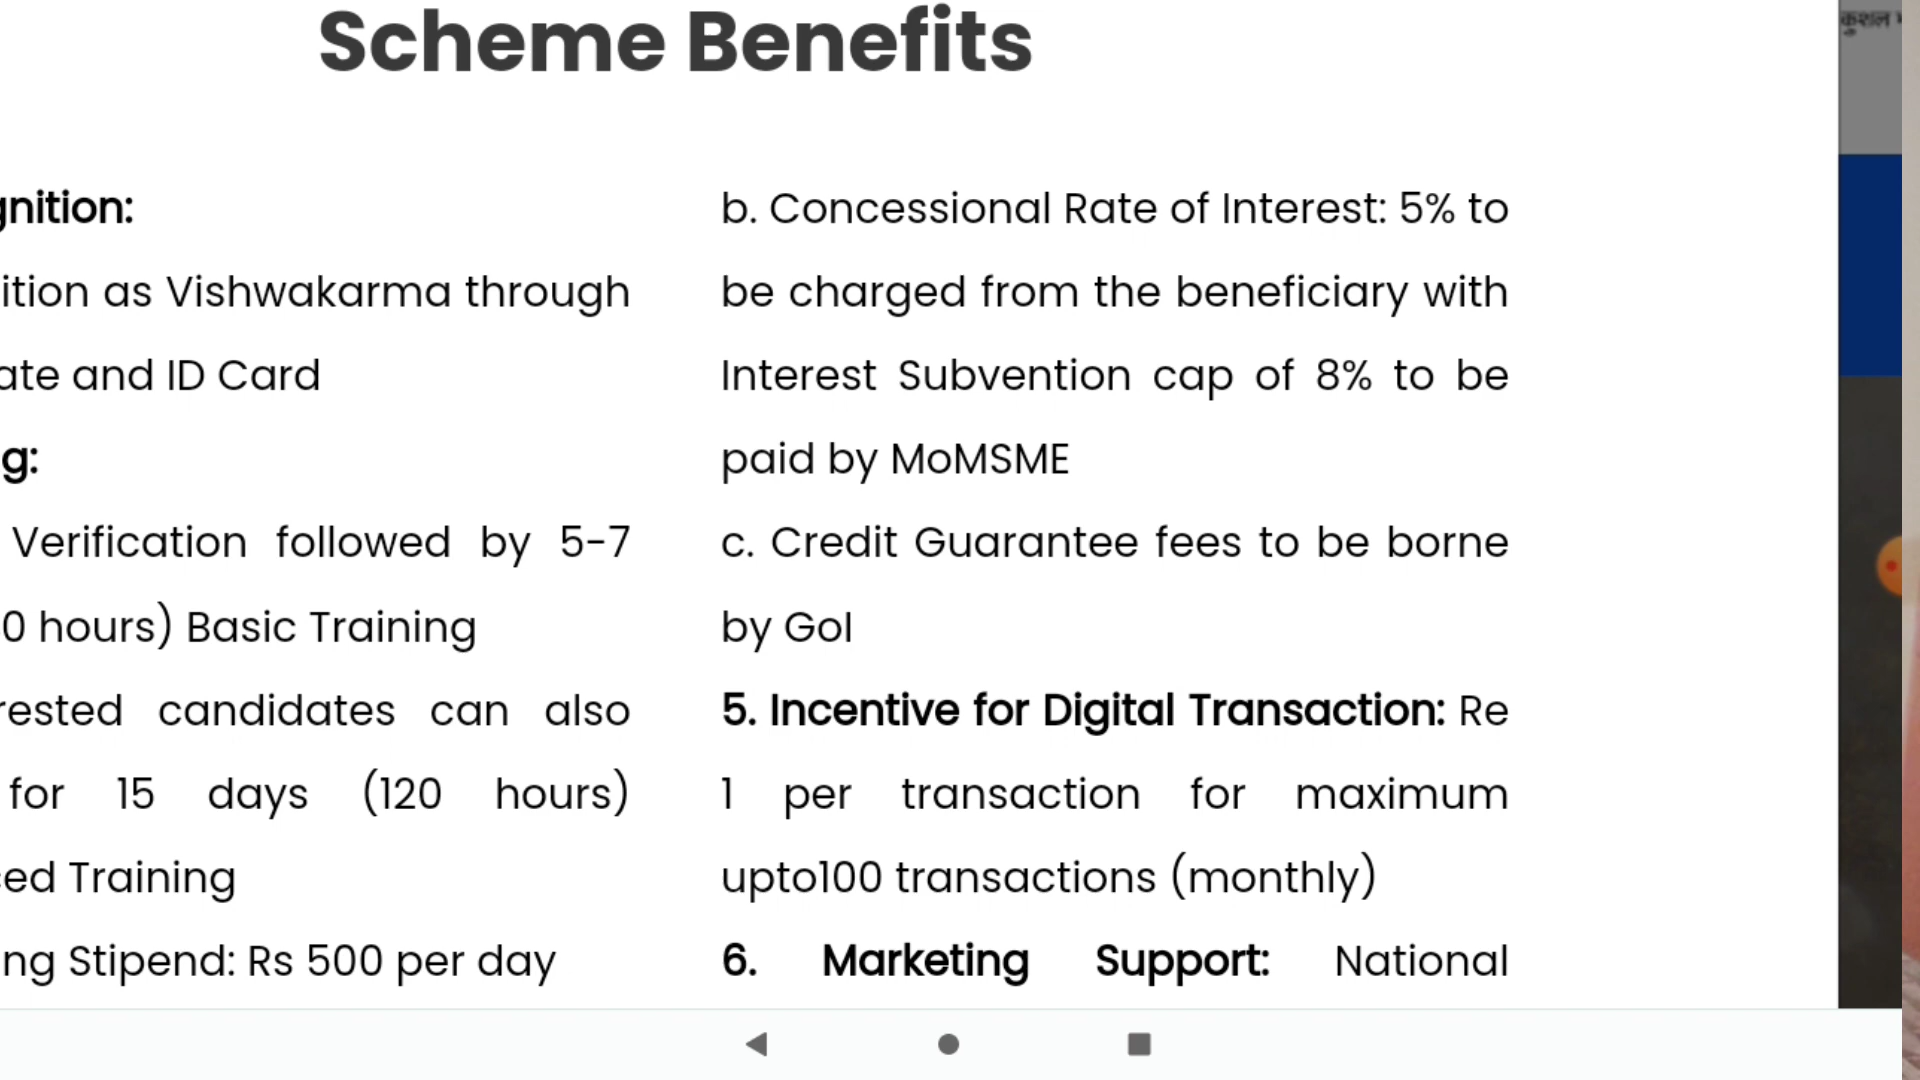 Scheme Benefits
gnition:
ition as Vishwakarma through
ate and ID Card
g:
Verification followed by 5-7
0 hours) Basic Training
rested candidates can also
for 15 days (120 hours)
ced Training
ng Stipend: Rs 500 per day
b. Concessional Rate of Interest: 5% to
be charged from the beneficiary with
Interest Subvention cap of 8% to be
paid by MoMSME
c. Credit Guarantee fees to be borne
by GoI
5. Incentive for Digital Transaction: Re
1 per transaction for maximum
upto100 transactions (monthly)
6. Marketing Support: National
कुशल